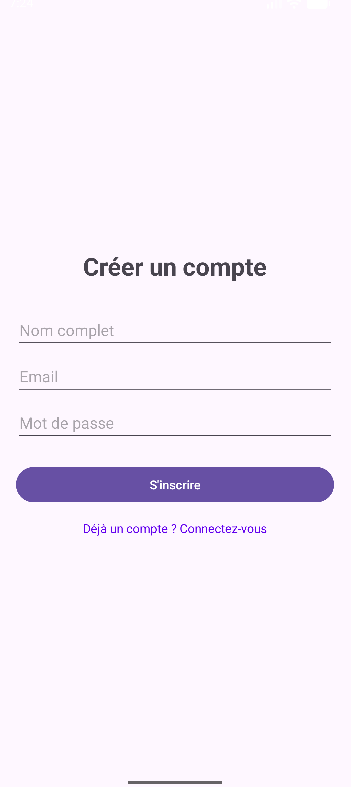 Créer un compte
Nom complet
Email
Mot de passe
S'inscrire
Déjà un compte ? Connectez-vous